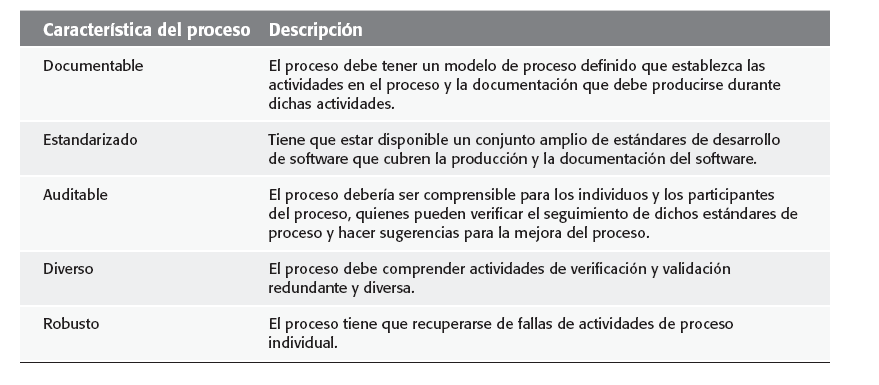 Característica del proceso Descripción
Documentable El proceso debe tener un modelo de proceso definido que establezca las
actividades en el proceso y la documentación que debe producirse durante
dichas actividades.
Estandarizado Tiene que estar disponible un conjunto amplio de estándares de desarrollo
de software que cubren la producción y la documentación del software.
Auditable El proceso debería ser comprensible para los individuos y los participantes
del proceso, quienes pueden verificar el seguimiento de dichos estándares de
proceso y hacer sugerencias para la mejora del proceso.
Diverso El proceso debe comprender actividades de verificación y validación
redundante y diversa.
Robusto El proceso tiene que recuperarse de fallas de actividades de proceso
individual.